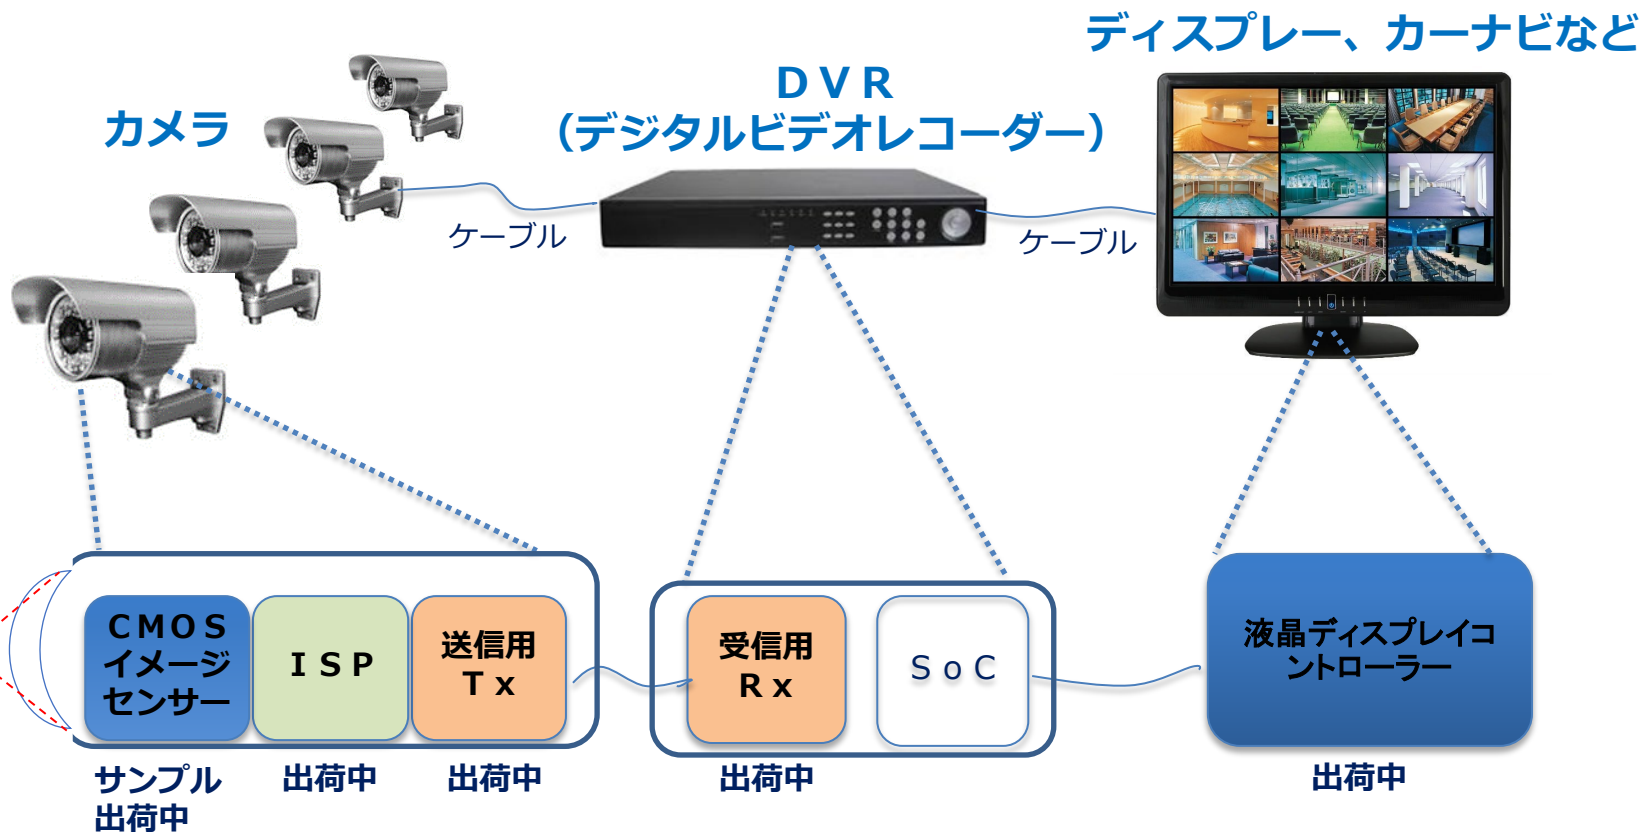 ディスプレー、カーナビなど
ＤＶＲ
（デジタルビデオレコーダー）
カメラ
ケーブル
ケーブル
ＣＭＯＳ
イメージ
センサー
ＩＳＰ
送信用
Ｔｘ
受信用
Ｒｘ
ＳｏＣ
液晶ディスプレイコ
ントローラー
サンプル
出荷中
出荷中
出荷中
出荷中
出荷中